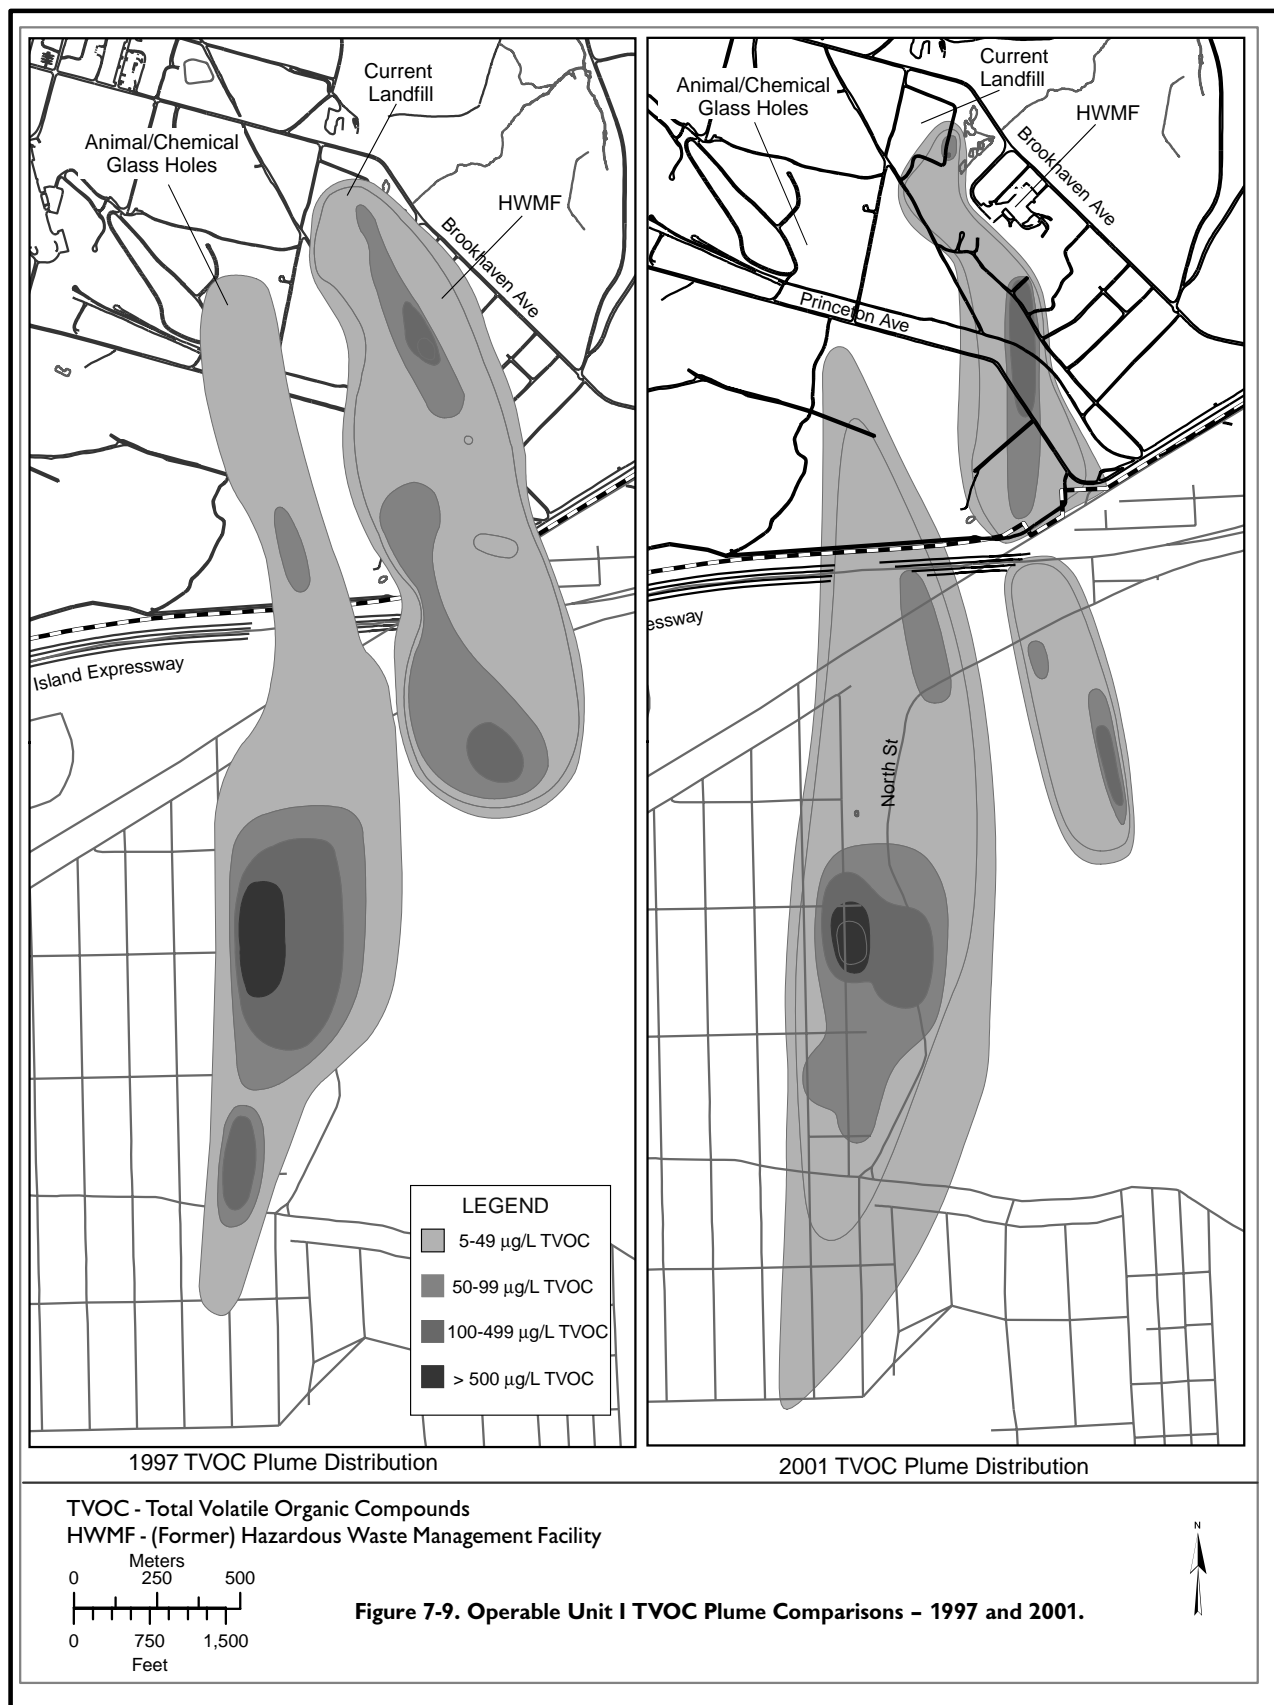 Current
Landfill
Animal/Chemical
Glass Holes
HWMF
Brookhaven Ave
Island Expressway
LEGEND
5-49 µg/L TVOC
50-99 µg/L TVOC
100-499 µg/L TVOC
> 500 µg/L TVOC
1997 TVOC Plume Distribution
Current
Landfill
Animal/Chemical
Glass Holes
HWMF
Brookhaven Ave
Princeton Ave
essway
North St
2001 TVOC Plume Distribution
TVOC - Total Volatile Organic Compounds
HWMF - (Former) Hazardous Waste Management Facility
Meters
0 250 500
0 750 1,500
Feet
Figure 7-9. Operable Unit I TVOC Plume Comparisons – 1997 and 2001.
N